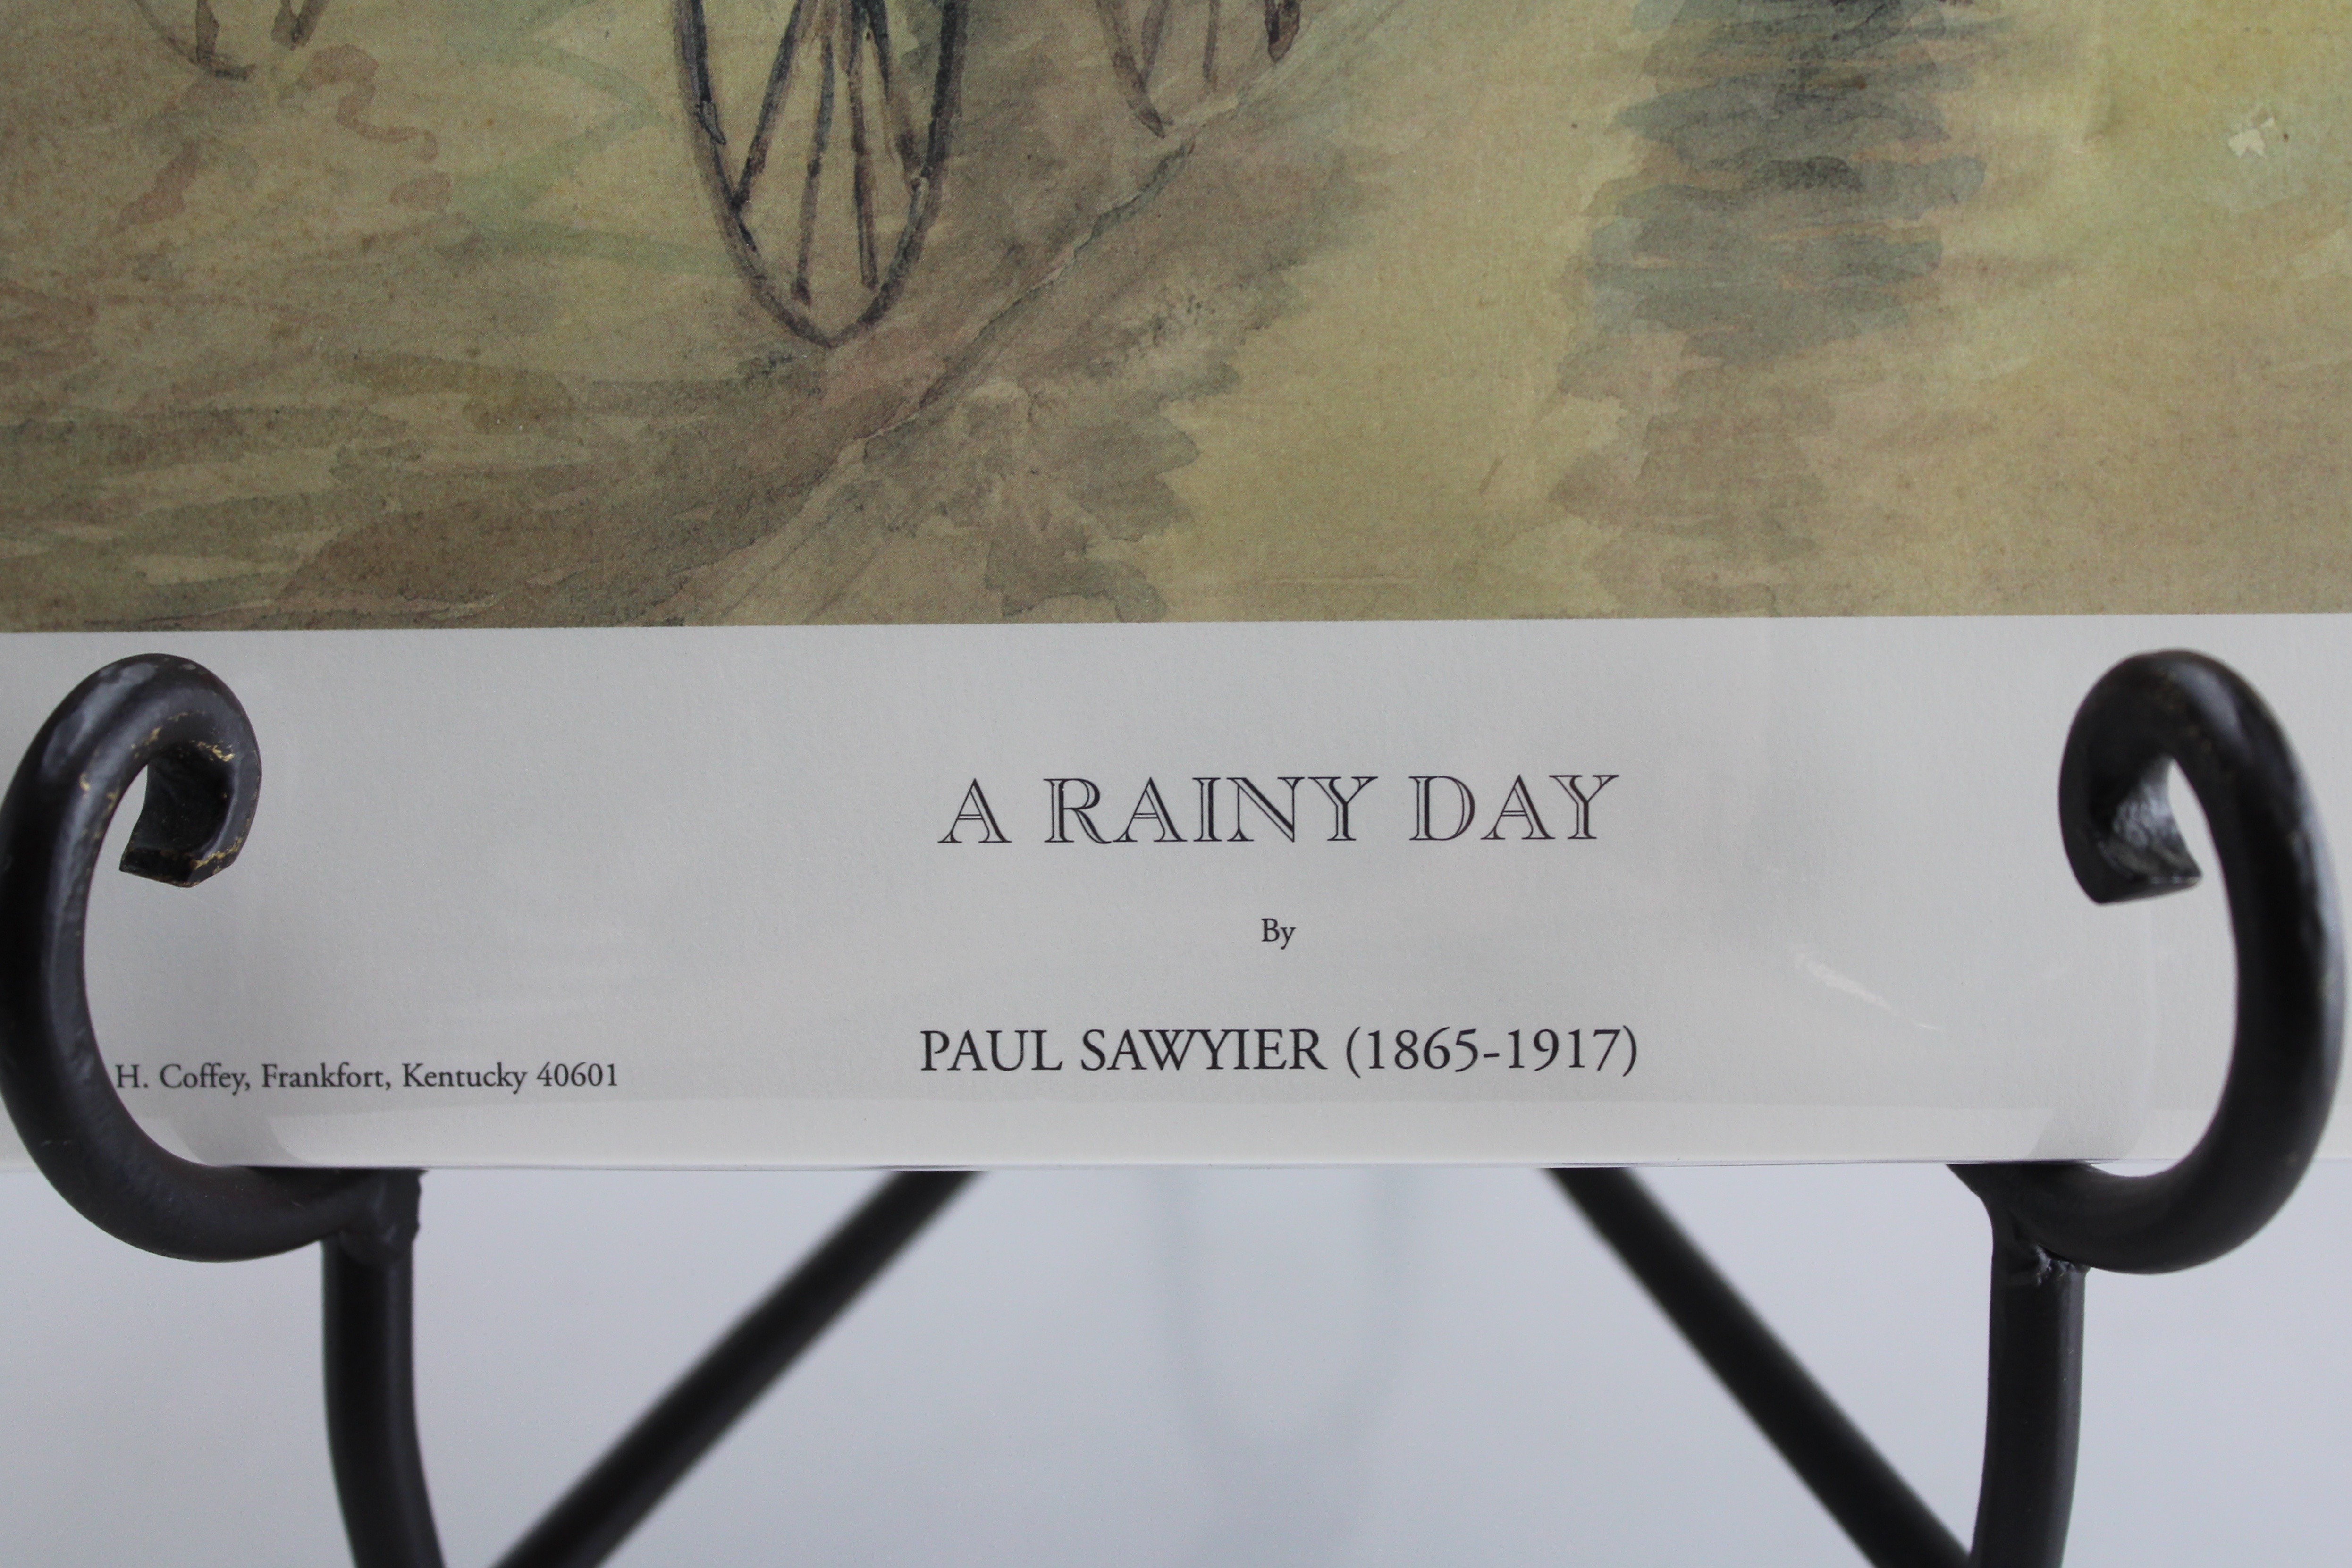 A RAINY DAY
By
PAUL SAWYIER (1865-1917)
H. Coffey, Frankfort, Kentucky 40601